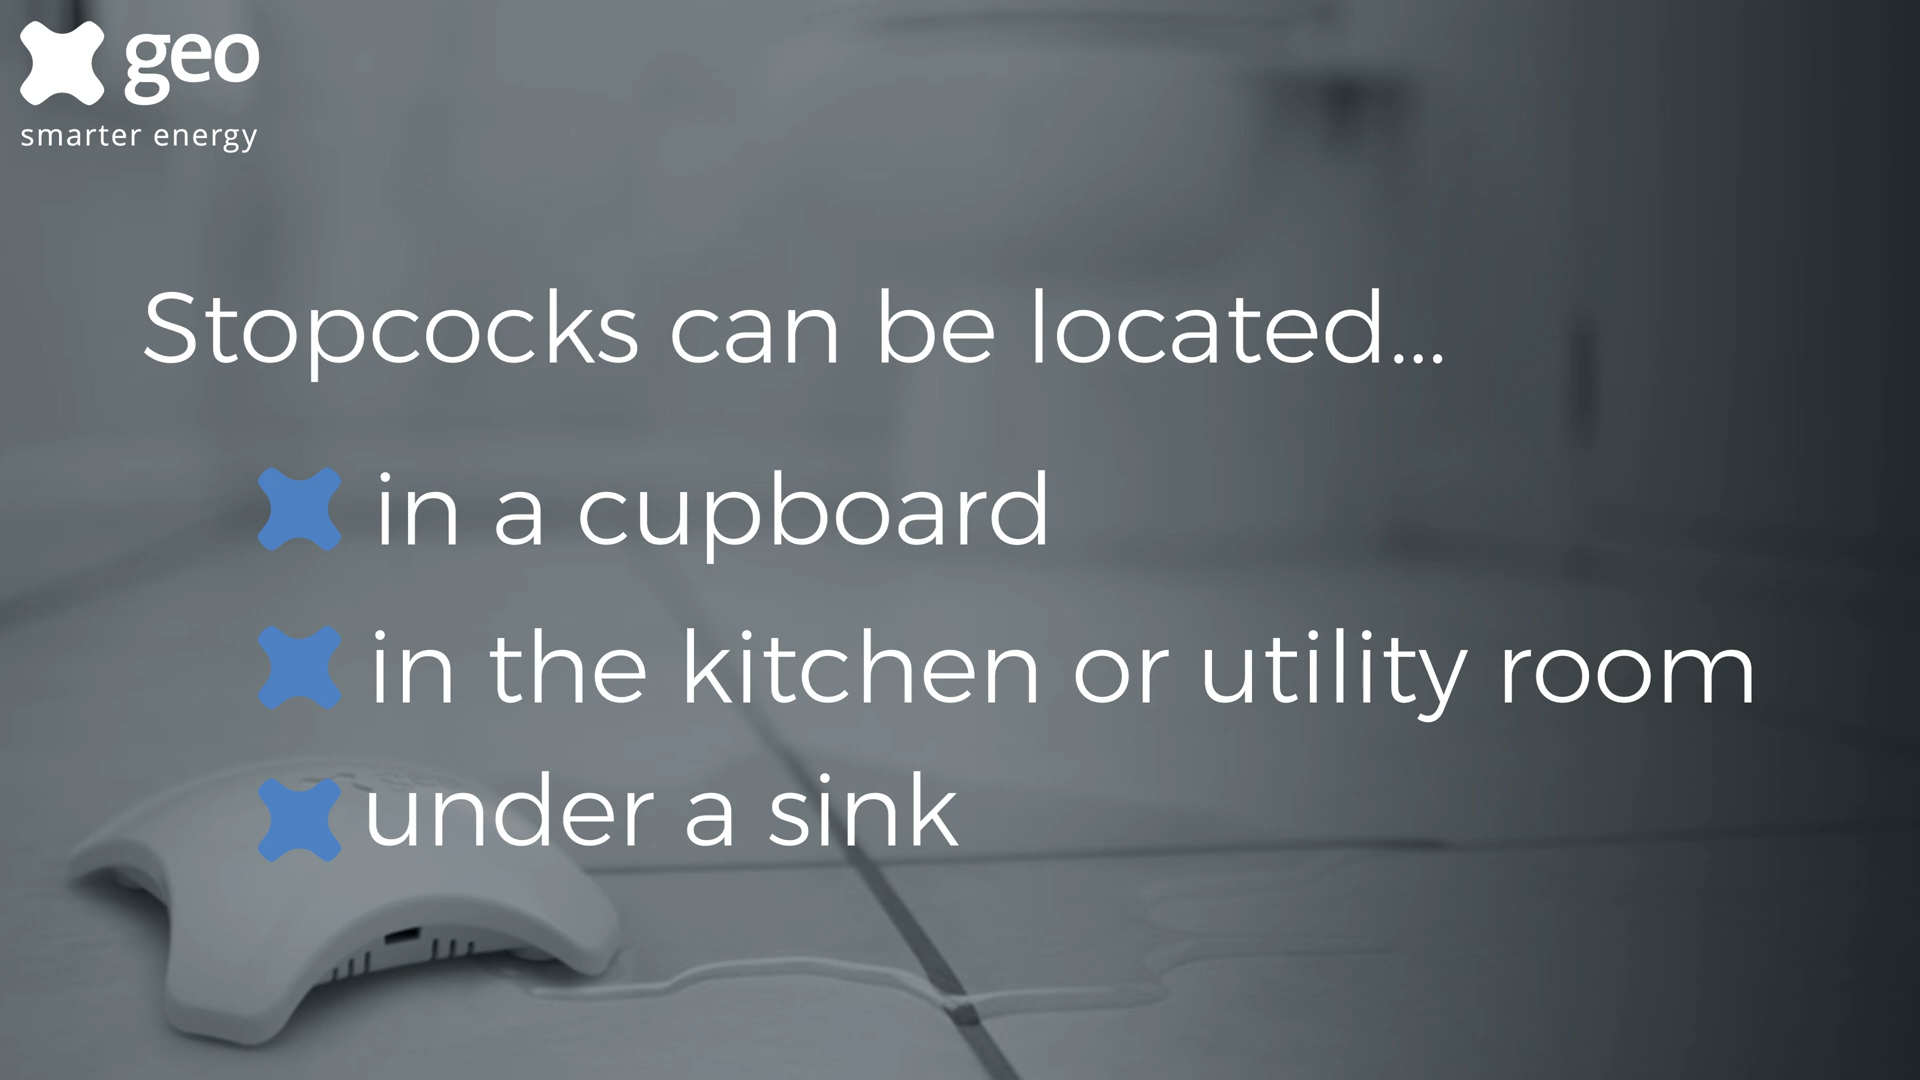 geo
smarter energy
Stopcocks can be located...
in a cupboard
in the kitchen or utility room
under a sink